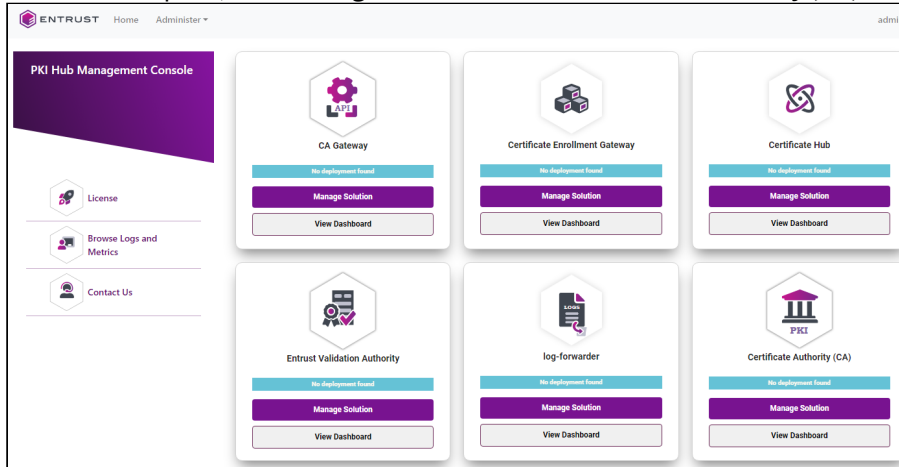 ENTRUST Home Administer
PKI Hub Management Console
License
Browse Logs and
Metrics
Contact Us
API
CA Gateway
No deployment found
Manage Solution
View Dashboard
Certificate Enrollment Gateway
No deployment found
Manage Solution
View Dashboard
Certificate Hub
No deployment found
Manage Solution
View Dashboard
Entrust Validation Authority
No deployment found
Manage Solution
View Dashboard
LOGS
log-forwarder
No deployment found
Manage Solution
View Dashboard
PKI
Certificate Authority (CA)
No deployment found
Manage Solution
View Dashboard